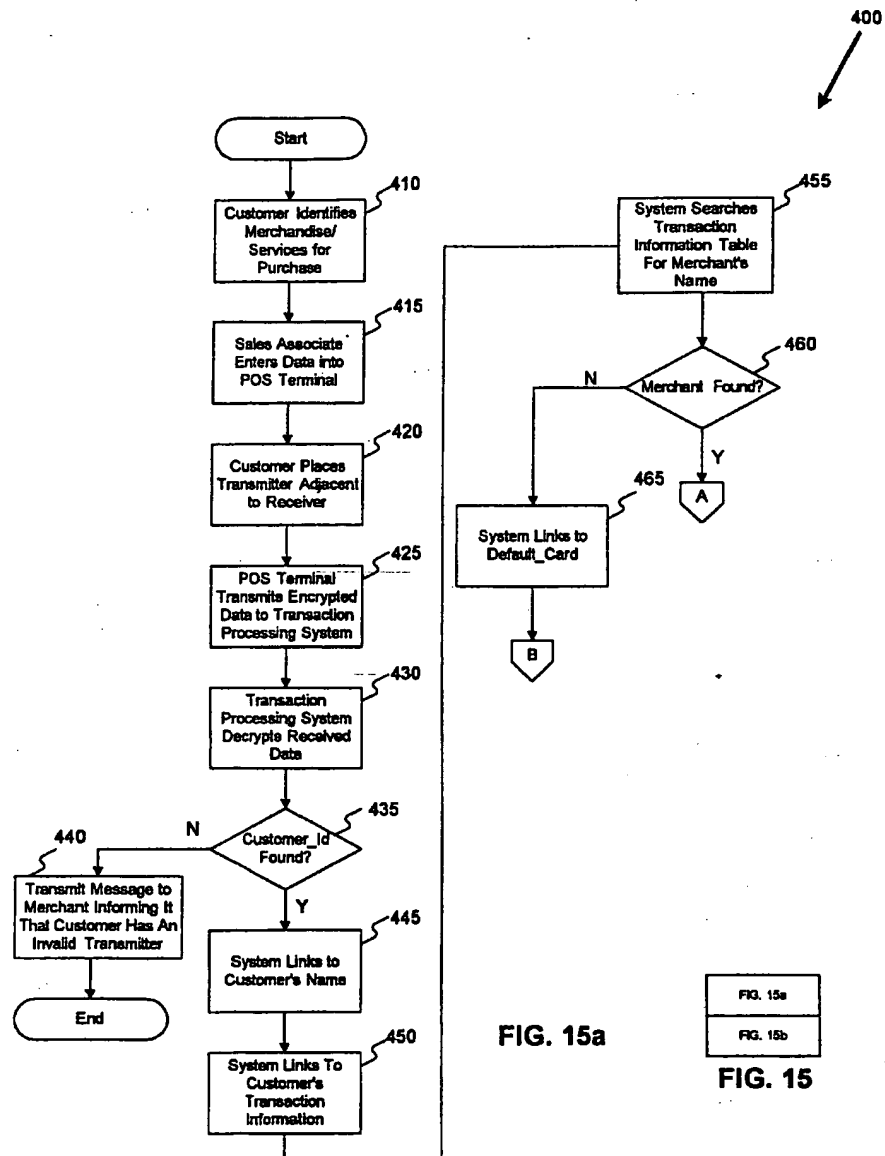 400
Start
410
Customer Identifies
Merchandise/
Services for
Purchase
415
Sales Associate
Enters Data into
POS Terminal
420
Customer Places
Transmitter Adjacent
to Receiver
425
POS Terminal
Transmits Encrypted
Data to Transaction
Processing System
430
Transaction
Processing System
Decrypts Received
Data
435
Customer_Id
Found?
N
Y
440
Transmit Message to
Merchant Informing It
That Customer Has An
Invalid Transmitter
End
445
System Links to
Customer's Name
450
System Links To
Customer's
Transaction
Information
455
System Searches
Transaction
Information Table
For Merchant's
Name
460
Merchant Found?
N
Y
A
465
System Links to
Default_Card
B
FIG. 15a
FIG. 15a
FIG. 15b
FIG. 15